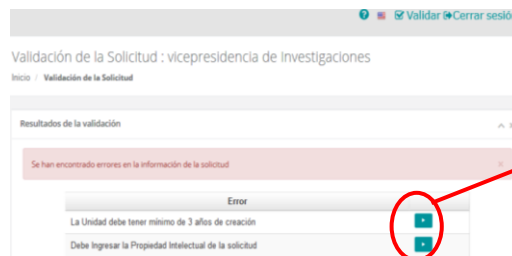 Validar Cerrar sesió
Validación de la Solicitud : vicepresidencia de Investigaciones
Inicio / Validación de la Solicitud
Resultados de la validación
Se han encontrado errores en la información de la solicitud
Error
La Unidad debe tener mínimo de 3 años de creación
Debe Ingresar la Propiedad Intelectual de la solicitud